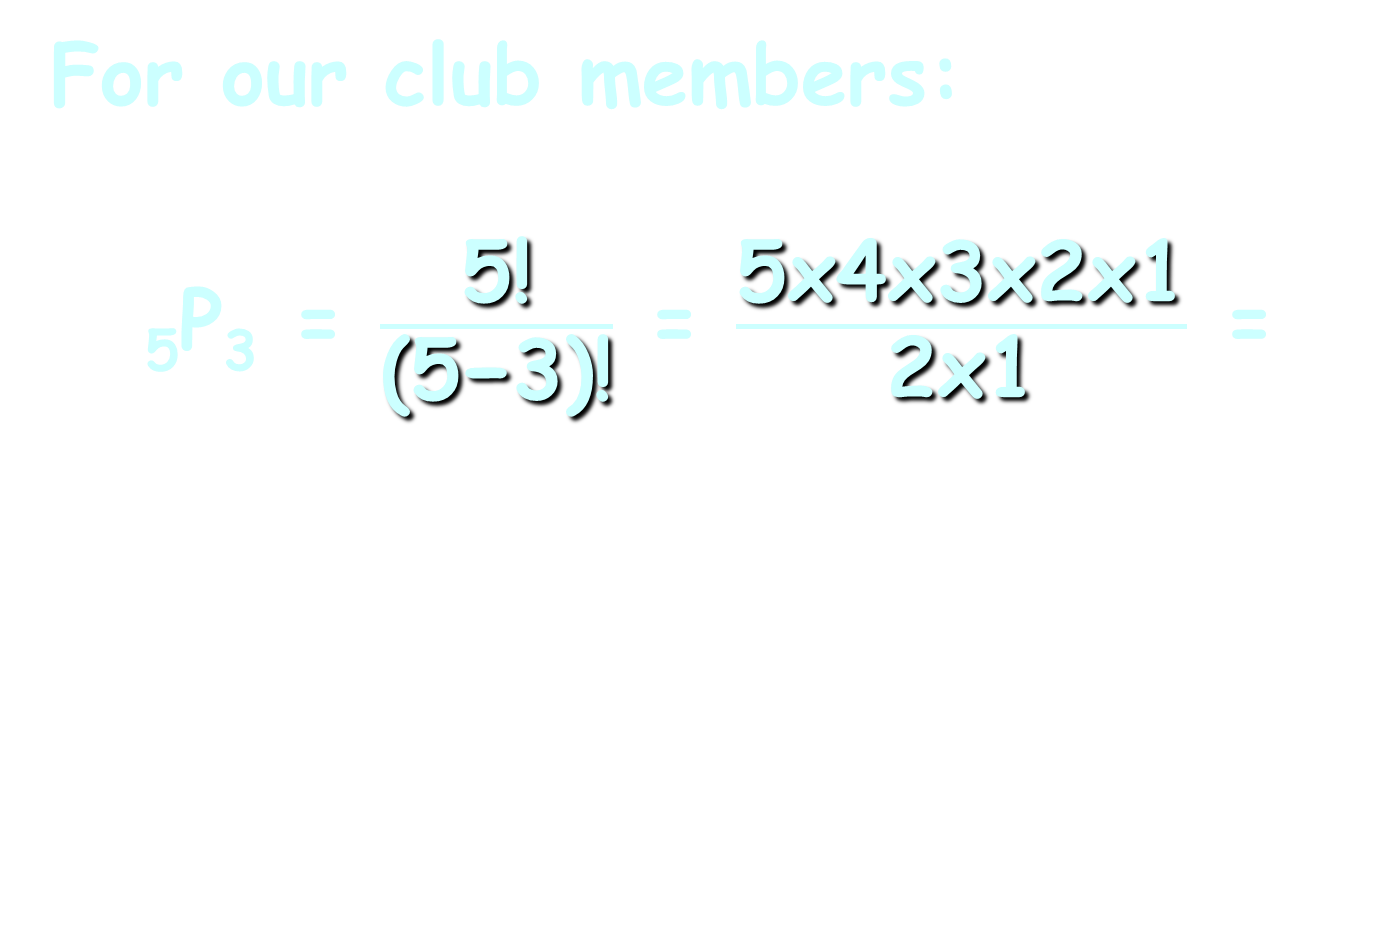 For our club members:
5P3 = 5!/(5–3)! = 5x4x3x2x1/2x1 =